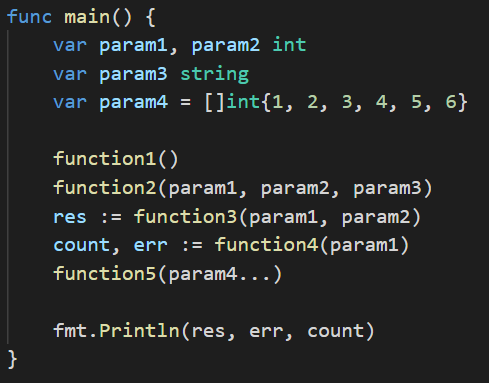 func main() {
    var param1, param2 int
    var param3 string
    var param4 = []int{1, 2, 3, 4, 5, 6}

    function1()
    function2(param1, param2, param3)
    res := function3(param1, param2)
    count, err := function4(param1)
    function5(param4...)

    fmt.Println(res, err, count)
}